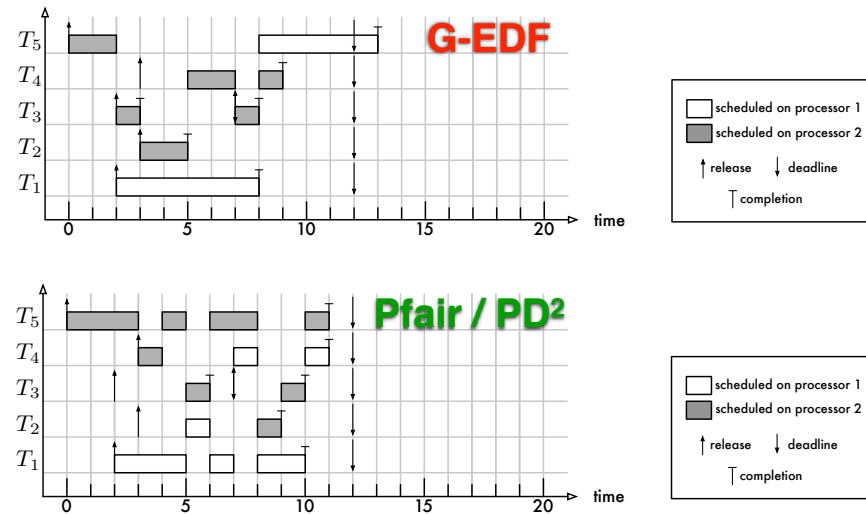 G-EDF
T5
T4
T3
T2
T1
0 5 10 15 20 time
scheduled on processor 1
scheduled on processor 2
release deadline
completion
Pfair / PD²
T5
T4
T3
T2
T1
0 5 10 15 20 time
scheduled on processor 1
scheduled on processor 2
release deadline
completion